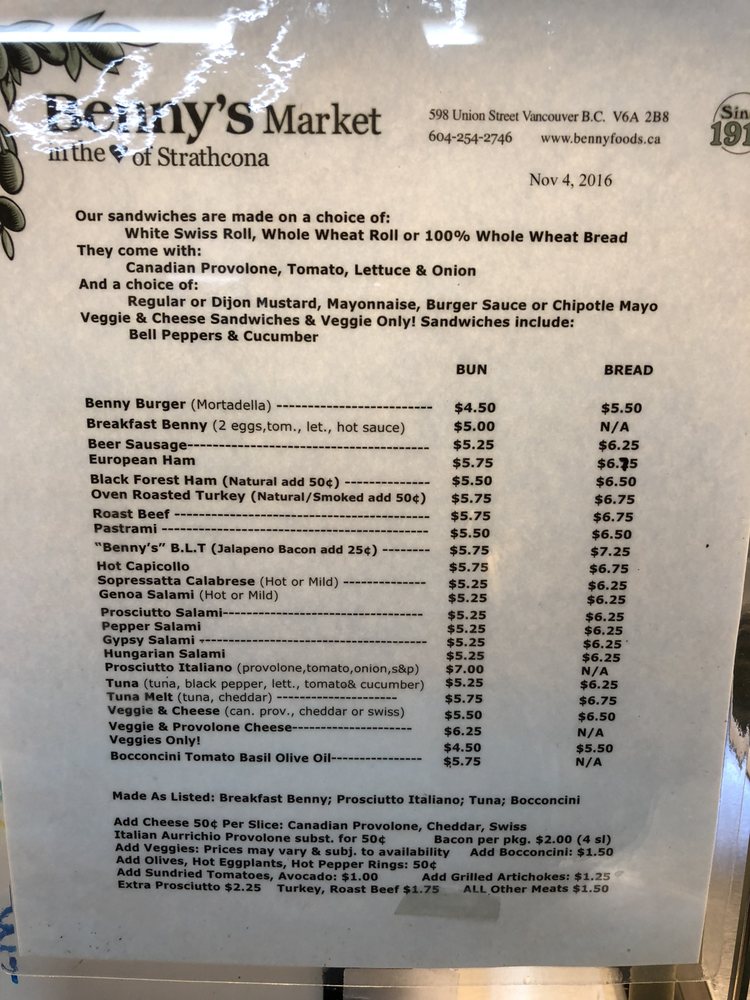 Benny's Market
in the of Strathcona
598 Union Street Vancouver B.C. V6A 2B8
604-254-2746 www.bennyfoods.ca
Sin
191
Nov 4, 2016
Our sandwiches are made on a choice of:
White Swiss Roll, Whole Wheat Roll or 100% Whole Wheat Bread
They come with:
Canadian Provolone, Tomato, Lettuce & Onion
And a choice of:
Regular or Dijon Mustard, Mayonnaise, Burger Sauce or Chipotle Mayo
Veggie & Cheese Sandwiches & Veggie Only! Sandwiches include:
Bell Peppers & Cucumber
BUN BREAD
Benny Burger (Mortadella) ------------------------- $4.50 $5.50
Breakfast Benny (2 eggs,tom., let., hot sauce) $5.00 N/A
Beer Sausage--------------------------------------- $5.25 $6.25
European Ham $5.75 $6.75
Black Forest Ham (Natural add 50¢) -------------- $5.50 $6.50
Oven Roasted Turkey (Natural/Smoked add 50¢) $5.75 $6.75
Roast Beef ----------------------------------------- $5.75 $6.75
Pastrami ------------------------------------------- $5.50 $6.50
"Benny's" B.L.T (Jalapeno Bacon add 25¢) -------- $5.75 $7.25
Hot Capicollo $5.75 $6.75
Sopressatta Calabrese (Hot or Mild) -------------- $5.25 $6.25
Genoa Salami (Hot or Mild) $5.25 $6.25
Prosciutto Salami--------------------------------- $5.25 $6.25
Pepper Salami $5.25 $6.25
Gypsy Salami ------------------------------------- $5.25 $6.25
Hungarian Salami $5.25 $6.25
Prosciutto Italiano (provolone,tomato,onion,s&p) $7.00 N/A
Tuna (tuna, black pepper, lett., tomato& cucumber) $5.25 $6.25
Tuna Melt (tuna, cheddar) ------------------------ $5.75 $6.75
Veggie & Cheese (can. prov., cheddar or swiss) $5.50 $6.50
Veggie & Provolone Cheese-------------------- $6.25 N/A
Veggies Only! $4.50 $5.50
Bocconcini Tomato Basil Olive Oil--------------- $5.75 N/A
Made As Listed: Breakfast Benny; Prosciutto Italiano; Tuna; Bocconcini
Add Cheese 50¢ Per Slice: Canadian Provolone, Cheddar, Swiss
Italian Aurrichio Provolone subst. for 50¢ Bacon per pkg. $2.00 (4 sl)
Add Veggies: Prices may vary & subj. to availability Add Bocconcini: $1.50
Add Olives, Hot Eggplants, Hot Pepper Rings: 50¢
Add Sundried Tomatoes, Avocado: $1.00 Add Grilled Artichokes: $1.25
Extra Prosciutto $2.25 Turkey, Roast Beef $1.75 ALL Other Meats $1.50